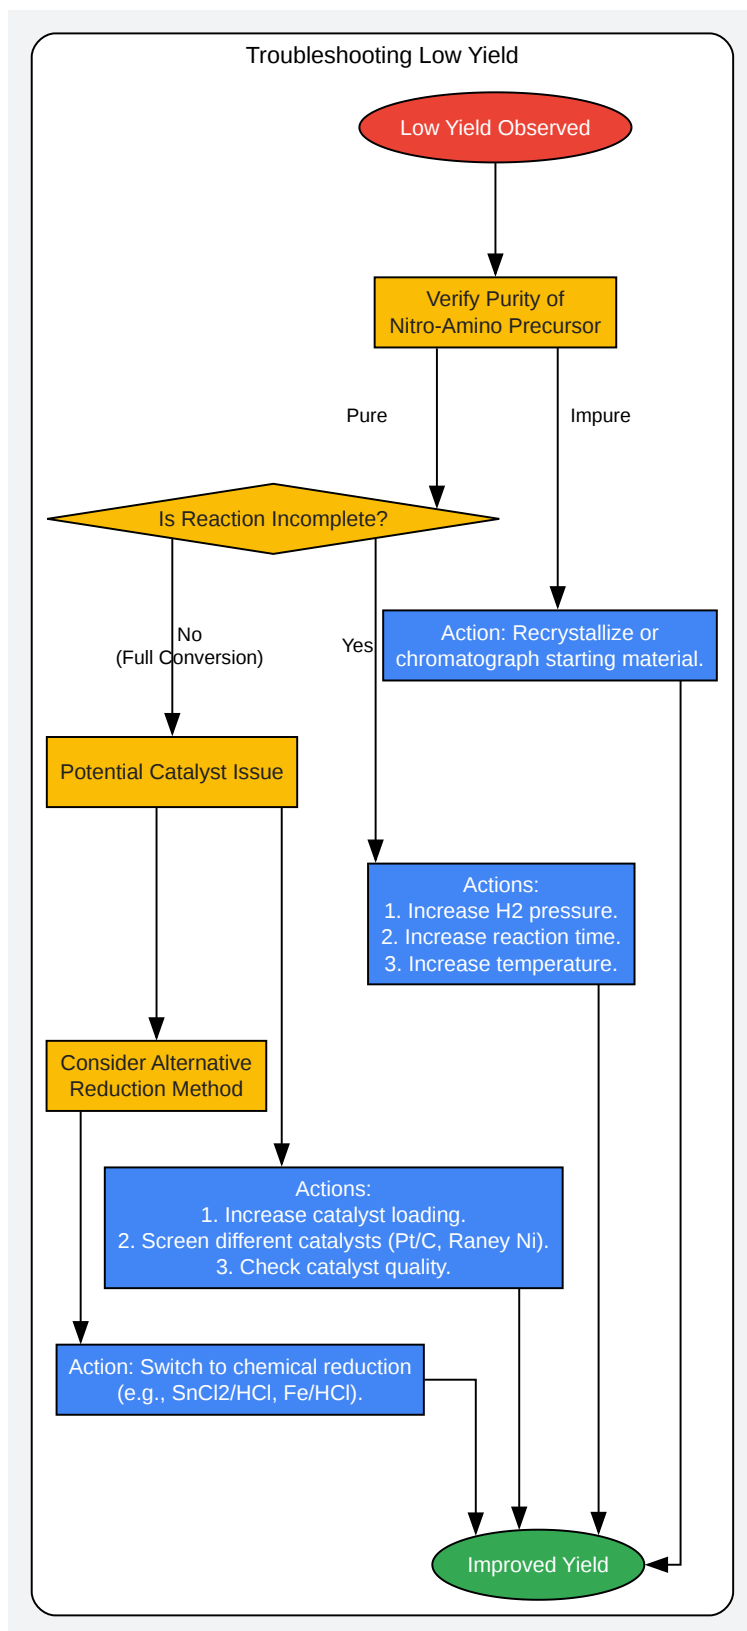 Troubleshooting Low Yield
Low Yield Observed
Verify Purity of
Nitro-Amino Precursor
Pure
Impure
Is Reaction Incomplete?
No
(Full Conversion)
Yes
Action: Recrystallize or
chromatograph starting material.
Potential Catalyst Issue
Actions:
1. Increase H2 pressure.
2. Increase reaction time.
3. Increase temperature.
Consider Alternative
Reduction Method
Actions:
1. Increase catalyst loading.
2. Screen different catalysts (Pt/C, Raney Ni).
3. Check catalyst quality.
Action: Switch to chemical reduction
(e.g., SnCl2/HCl, Fe/HCl).
Improved Yield